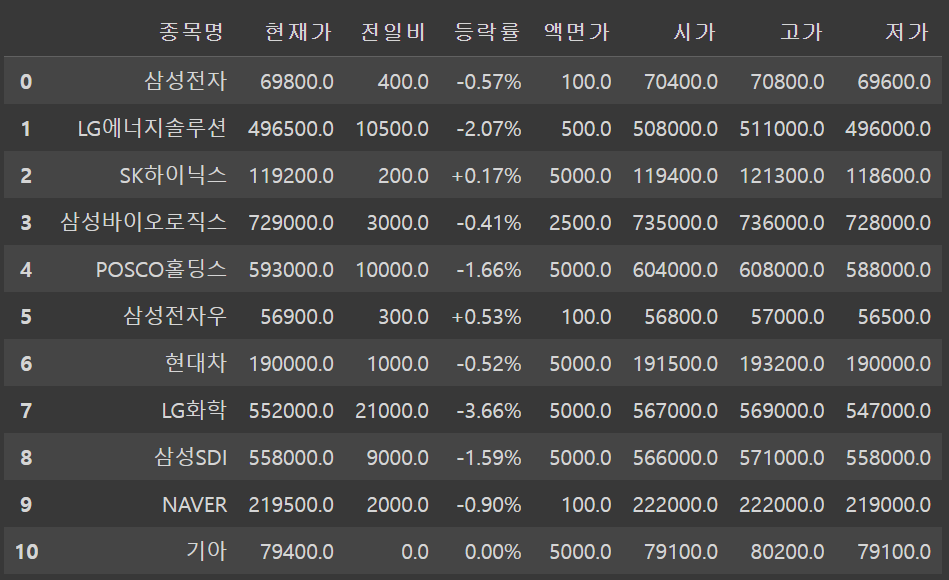 종목명 현재가 전일비 등락률 액면가 시가 고가 저가
0 삼성전자 69800.0 400.0 -0.57% 100.0 70400.0 70800.0 69600.0
1 LG에너지솔루션 496500.0 10500.0 -2.07% 500.0 508000.0 511000.0 496000.0
2 SK하이닉스 119200.0 200.0 +0.17% 5000.0 119400.0 121300.0 118600.0
3 삼성바이오로직스 729000.0 3000.0 -0.41% 2500.0 735000.0 736000.0 728000.0
4 POSCO홀딩스 593000.0 10000.0 -1.66% 5000.0 604000.0 608000.0 588000.0
5 삼성전자우 56900.0 300.0 +0.53% 100.0 56800.0 57000.0 56500.0
6 현대차 190000.0 1000.0 -0.52% 5000.0 191500.0 193200.0 190000.0
7 LG화학 552000.0 21000.0 -3.66% 5000.0 567000.0 569000.0 547000.0
8 삼성SDI 558000.0 9000.0 -1.59% 5000.0 566000.0 571000.0 558000.0
9 NAVER 219500.0 2000.0 -0.90% 100.0 222000.0 222000.0 219000.0
10 기아 79400.0 0.0 0.00% 5000.0 79100.0 80200.0 79100.0